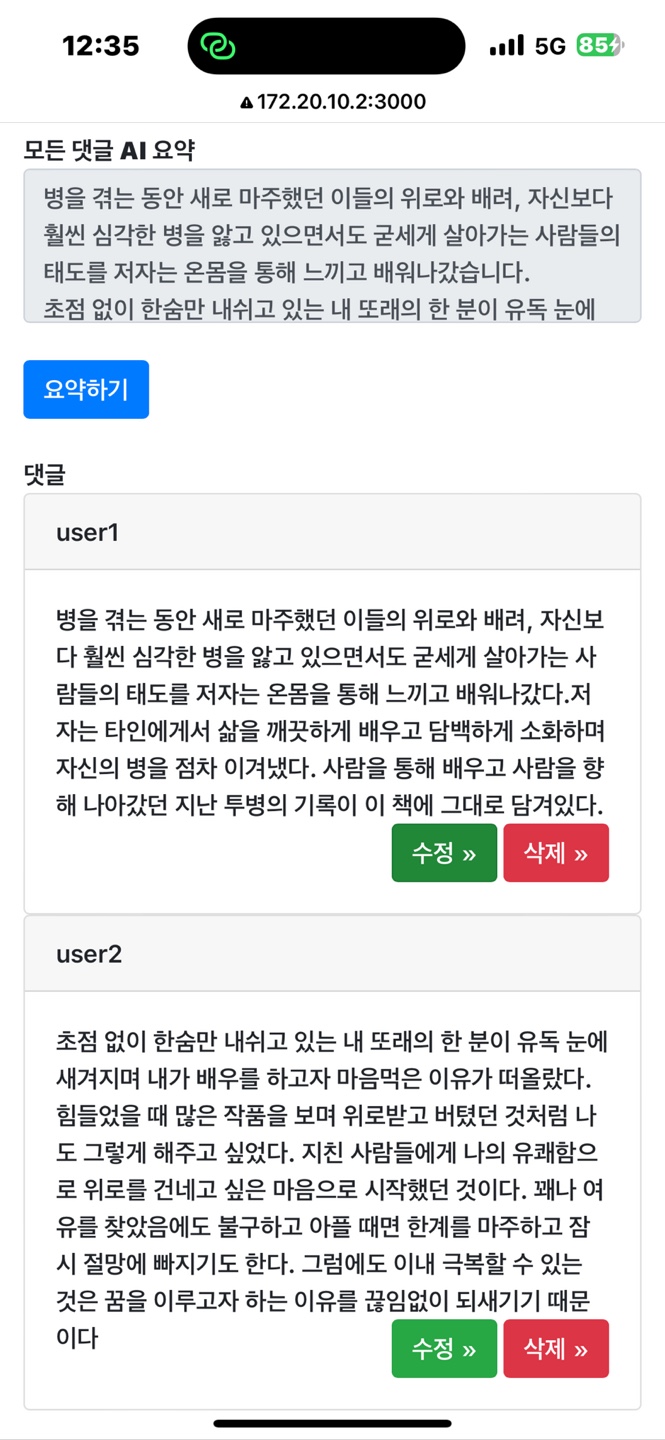 12:35
5G
85
172.20.10.2:3000
모든 댓글 AI 요약
병을 겪는 동안 새로 마주했던 이들의 위로와 배려, 자신보다
훨씬 심각한 병을 앓고 있으면서도 굳세게 살아가는 사람들의
태도를 저자는 온몸을 통해 느끼고 배워나갔습니다.
초점 없이 한숨만 내쉬고 있는 내 또래의 한 분이 유독 눈에
요약하기
댓글
user1
병을 겪는 동안 새로 마주했던 이들의 위로와 배려, 자신보
다 훨씬 심각한 병을 앓고 있으면서도 굳세게 살아가는 사
람들의 태도를 저자는 온몸을 통해 느끼고 배워나갔다.저
자는 타인에게서 삶을 깨끗하게 배우고 담백하게 소화하며
자신의 병을 점차 이겨냈다. 사람을 통해 배우고 사람을 향
해 나아갔던 지난 투병의 기록이 이 책에 그대로 담겨있다.
수정 » 삭제 »
user2
초점 없이 한숨만 내쉬고 있는 내 또래의 한 분이 유독 눈에
새겨지며 내가 배우를 하고자 마음먹은 이유가 떠올랐다.
힘들었을 때 많은 작품을 보며 위로받고 버텼던 것처럼 나
도 그렇게 해주고 싶었다. 지친 사람들에게 나의 유쾌함으
로 위로를 건네고 싶은 마음으로 시작했던 것이다. 꽤나 여
유를 찾았음에도 불구하고 아플 때면 한계를 마주하고 잠
시 절망에 빠지기도 한다. 그럼에도 이내 극복할 수 있는
것은 꿈을 이루고자 하는 이유를 끊임없이 되새기기 때문
이다
수정 » 삭제 »